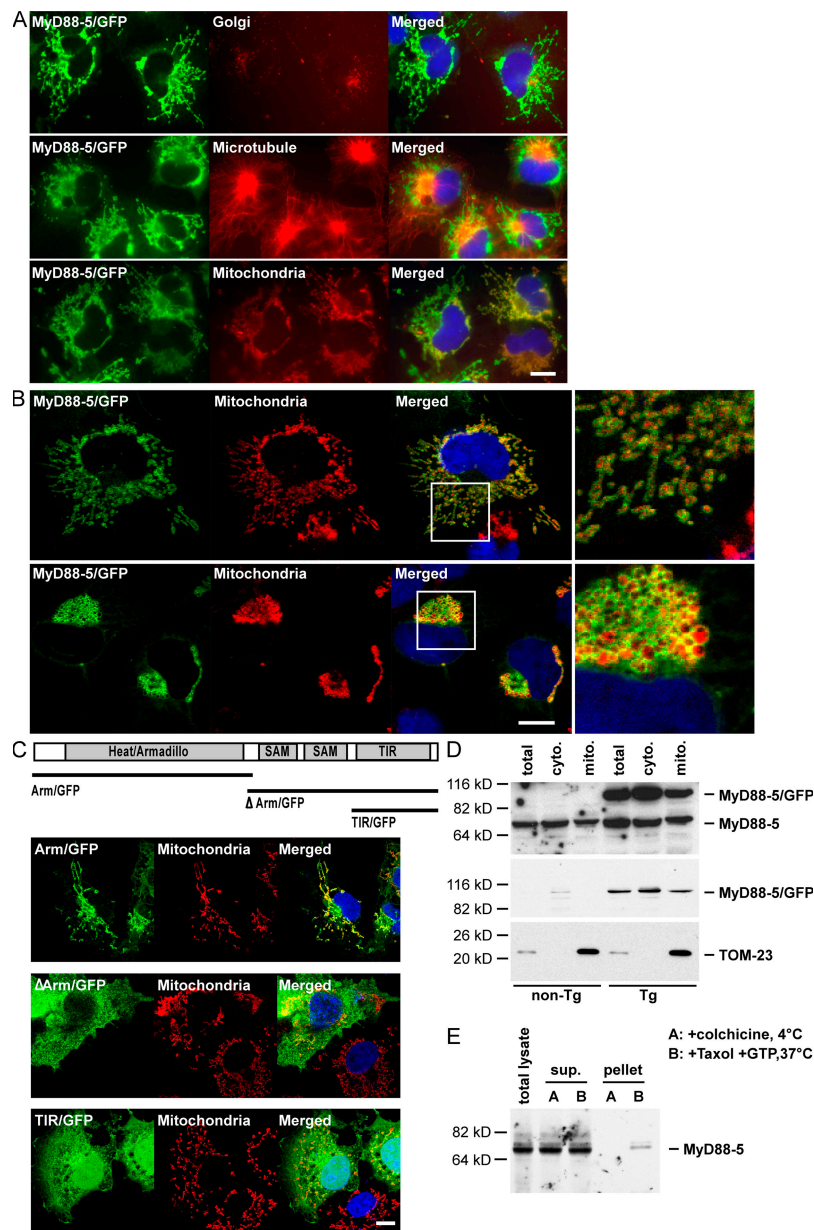 A
MyD88-5/GFP Golgi Merged
MyD88-5/GFP Microtubule Merged
MyD88-5/GFP Mitochondria Merged
B
MyD88-5/GFP Mitochondria Merged
MyD88-5/GFP Mitochondria Merged
C
Heat/Armadillo SAM SAM TIR
Arm/GFP
Δ Arm/GFP
TIR/GFP
Arm/GFP Mitochondria Merged
ΔArm/GFP Mitochondria Merged
TIR/GFP Mitochondria Merged
D
total cyto. mito. total cyto. mito.
116 kD
MyD88-5/GFP
82 kD
MyD88-5
64 kD
116 kD
MyD88-5/GFP
82 kD
26 kD
20 kD
TOM-23
non-Tg Tg
E
A: +colchicine, 4°C
B: +Taxol +GTP,37°C
total lysate
sup. pellet
A B A B
82 kD
64 kD
MyD88-5